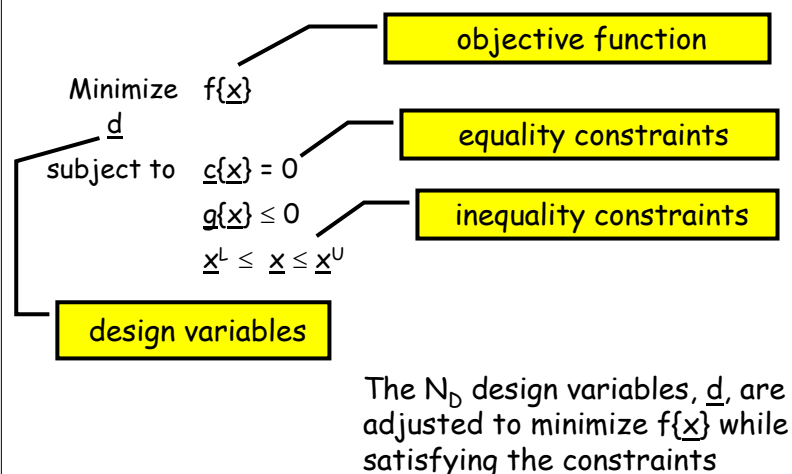 objective function
Minimize f{x}
d
equality constraints
subject to c{x} = 0
g{x} ≤ 0
inequality constraints
x^L ≤ x ≤ x^U
design variables
The N_D design variables, d, are
adjusted to minimize f{x} while
satisfying the constraints